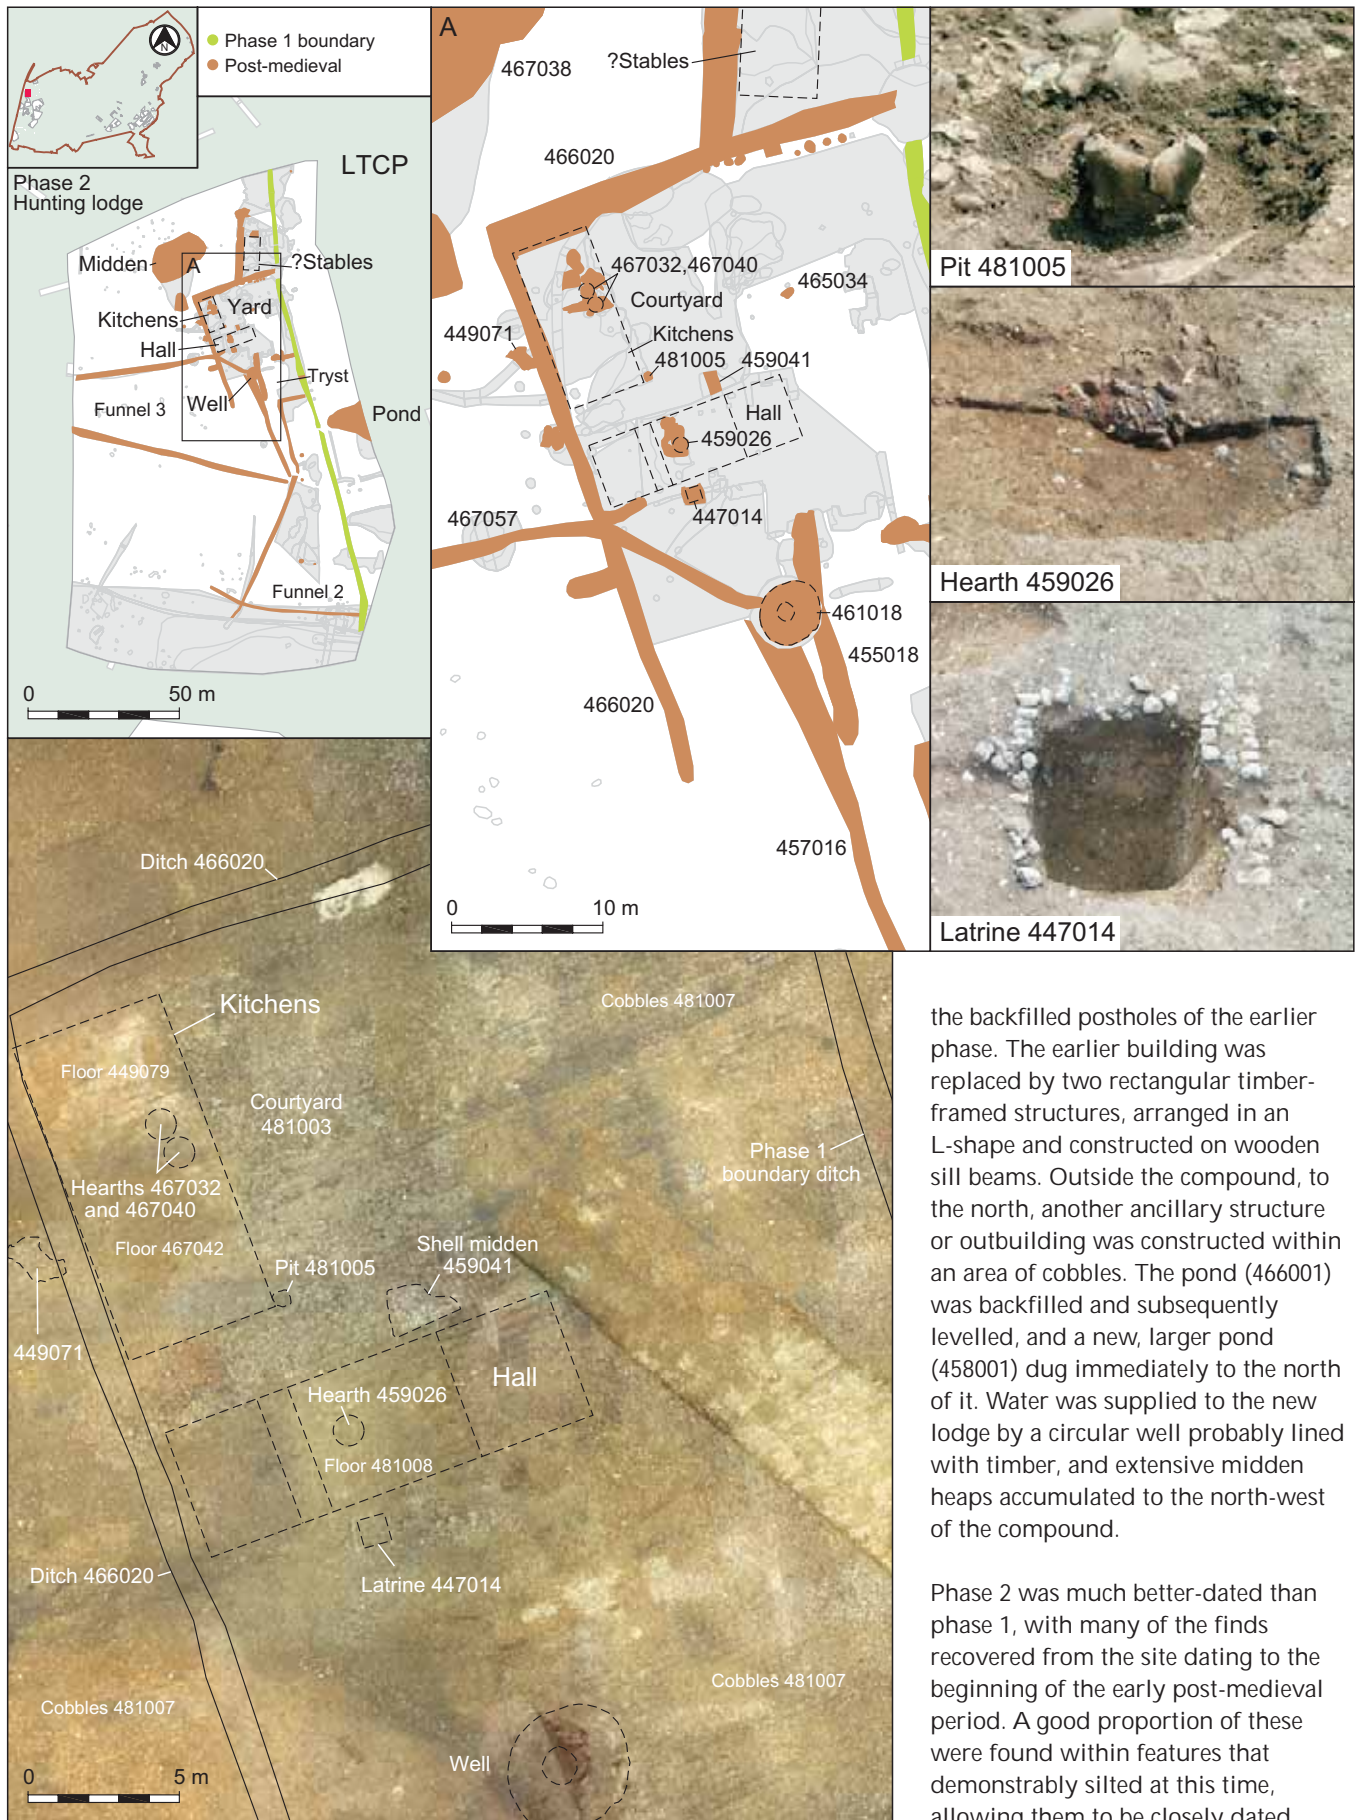 N
Phase 1 boundary
Post-medieval
Phase 2
Hunting lodge
LTCP
Midden
A
?Stables
Kitchens
Yard
Hall
Tryst
Funnel 3
Well
Pond
Funnel 2
0
50 m
A
467038
?Stables
466020
467032,467040
465034
Courtyard
449071
Kitchens
481005
459041
Hall
459026
467057
447014
461018
455018
466020
457016
0
10 m
Pit 481005
Hearth 459026
Latrine 447014
Ditch 466020
Kitchens
Cobbles 481007
Floor 449079
Courtyard
481003
Phase 1
boundary ditch
Hearths 467032
and 467040
Floor 467042
Shell midden
459041
Pit 481005
449071
Hall
Hearth 459026
Floor 481008
Ditch 466020
Latrine 447014
Cobbles 481007
Cobbles 481007
Well
0
5 m
the backfilled postholes of the earlier
phase. The earlier building was
replaced by two rectangular timber-
framed structures, arranged in an
L-shape and constructed on wooden
sill beams. Outside the compound, to
the north, another ancillary structure
or outbuilding was constructed within
an area of cobbles. The pond (466001)
was backfilled and subsequently
levelled, and a new, larger pond
(458001) dug immediately to the north
of it. Water was supplied to the new
lodge by a circular well probably lined
with timber, and extensive midden
heaps accumulated to the north-west
of the compound.
Phase 2 was much better-dated than
phase 1, with many of the finds
recovered from the site dating to the
beginning of the early post-medieval
period. A good proportion of these
were found within features that
demonstrably silted at this time,
allowing them to be closely dated